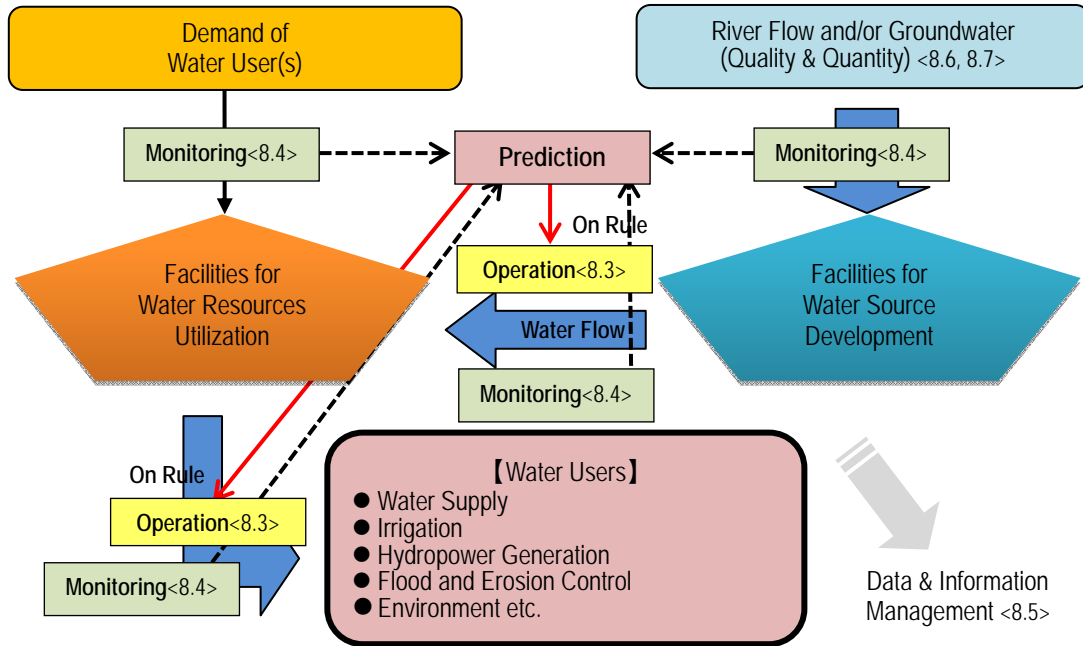 Demand of
Water User(s)
River Flow and/or Groundwater
(Quality & Quantity) <8.6, 8.7>
Monitoring<8.4>
Prediction
Monitoring<8.4>
On Rule
Operation<8.3>
Facilities for
Water Resources
Utilization
Facilities for
Water Source
Development
Water Flow
Monitoring<8.4>
On Rule
Operation<8.3>
Monitoring<8.4>
【Water Users】
● Water Supply
● Irrigation
● Hydropower Generation
● Flood and Erosion Control
● Environment etc.
Data & Information
Management <8.5>